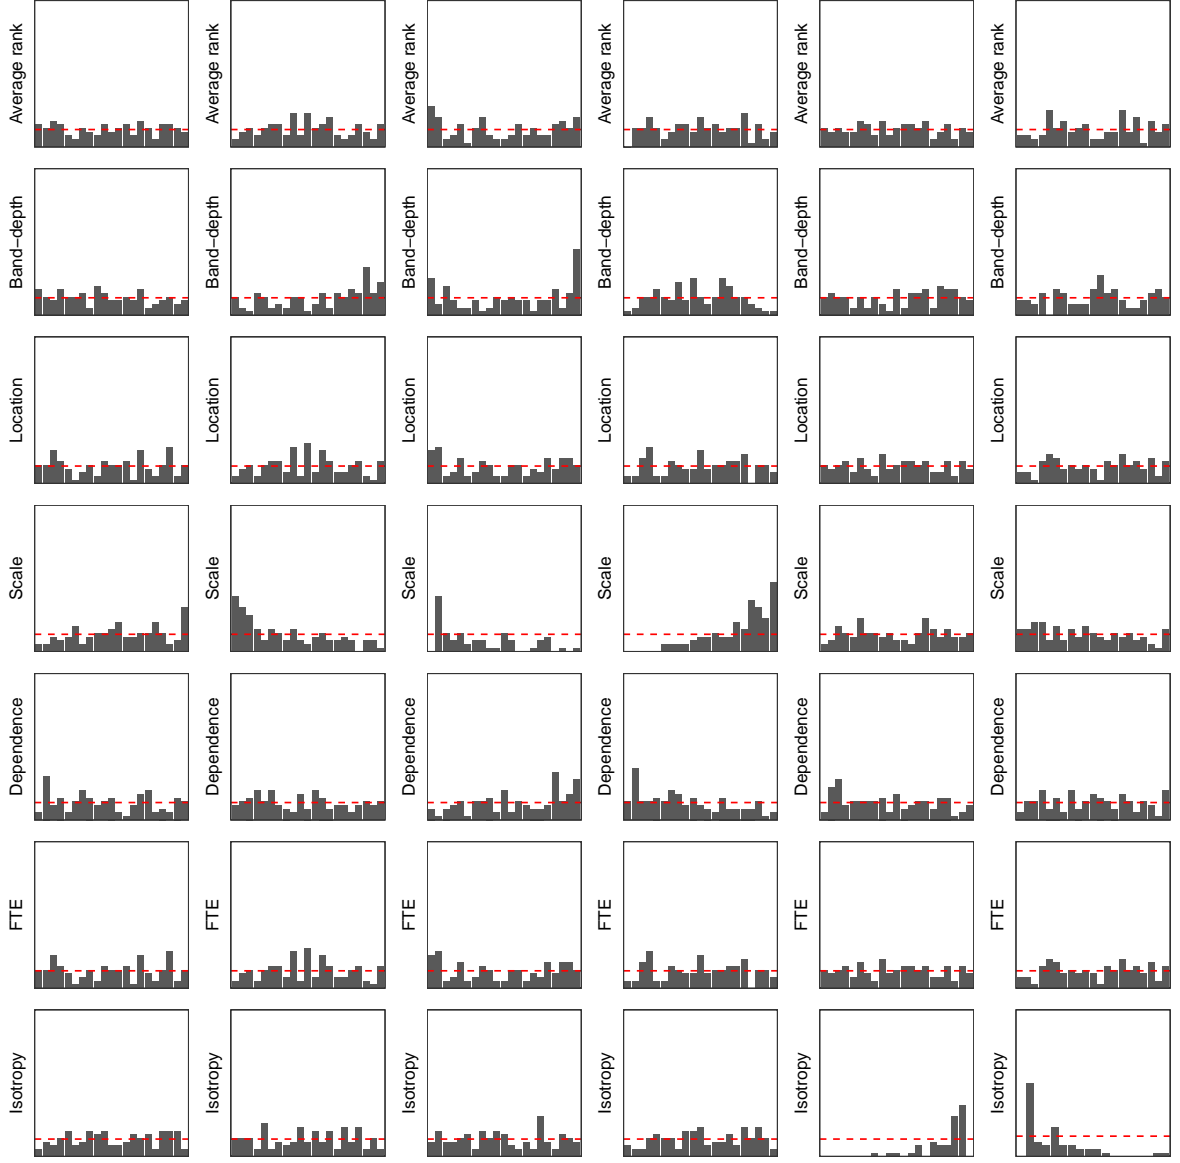 Average rank
Average rank
Average rank
Average rank
Average rank
Average rank
Band−depth
Band−depth
Band−depth
Band−depth
Band−depth
Band−depth
Location
Location
Location
Location
Location
Location
Scale
Scale
Scale
Scale
Scale
Scale
Dependence
Dependence
Dependence
Dependence
Dependence
Dependence
FTE
FTE
FTE
FTE
FTE
FTE
Isotropy
Isotropy
Isotropy
Isotropy
Isotropy
Isotropy